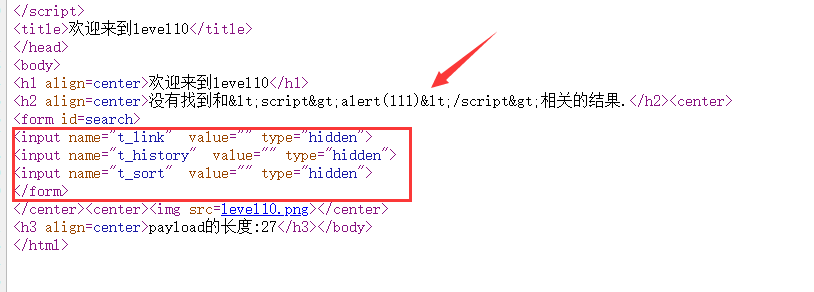 </script>
<title>欢迎来到level10</title>
</head>
<body>
<h1 align=center>欢迎来到level10</h1>
<h2 align=center>没有找到和&lt;script&gt;alert(111)&lt;/script&gt;相关的结果.</h2><center>
<form id=search>
<input name="t_link"  value="" type="hidden">
<input name="t_history"  value="" type="hidden">
<input name="t_sort"  value="" type="hidden">
</form>
</center><center><img src=level10.png></center>
<h3 align=center>payload的长度:27</h3></body>
</html>